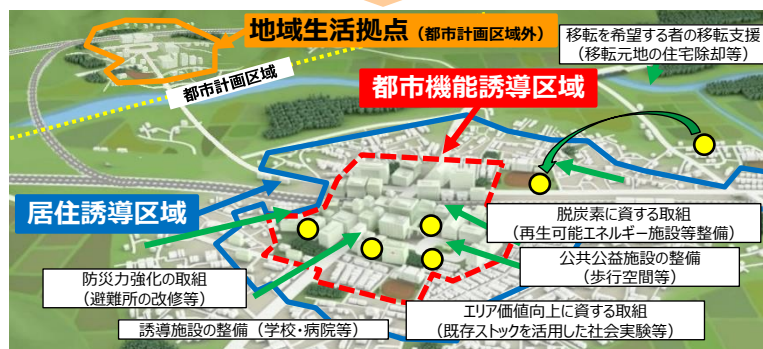 地域生活拠点（都市計画区域外）
移転を希望する者の移転支援
（移転元地の住宅除却等）
都市計画区域
都市機能誘導区域
居住誘導区域
脱炭素に資する取組
（再生可能エネルギー施設等整備）
公共公益施設の整備
（歩行空間等）
防災力強化の取組
（避難所の改修等）
エリア価値向上に資する取組
（既存ストックを活用した社会実験等）
誘導施設の整備（学校・病院等）